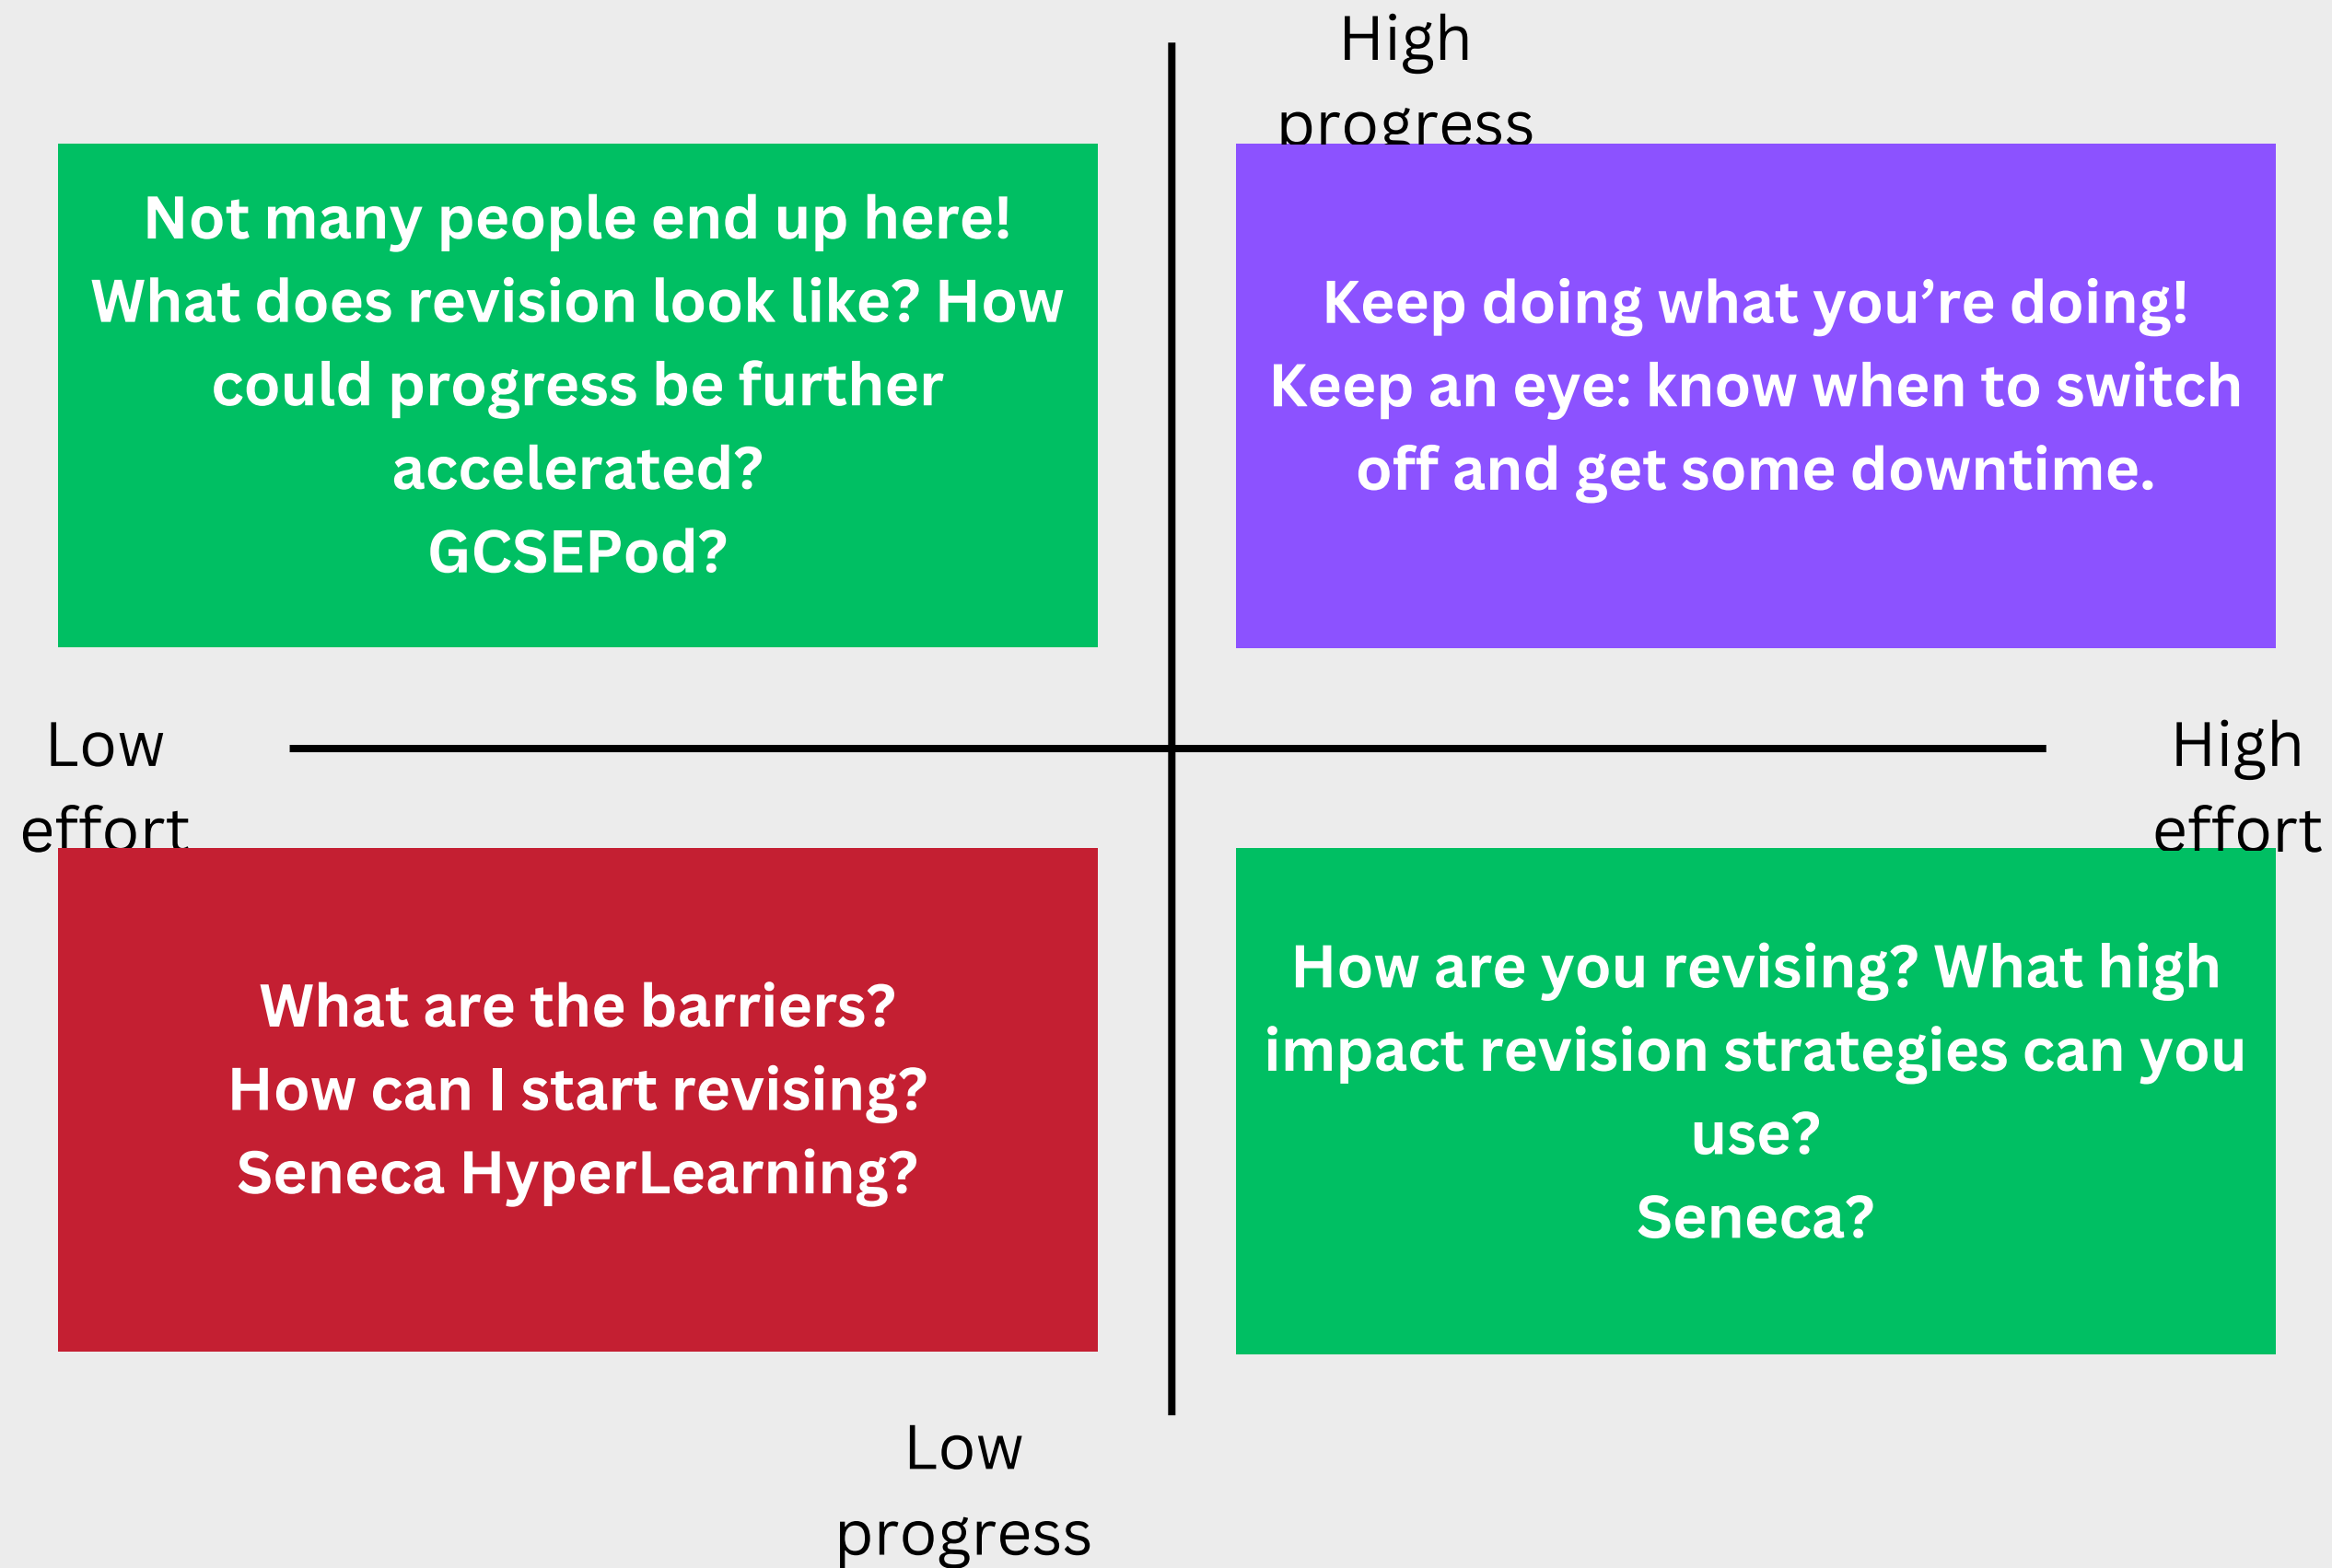 High
progress
Not many people end up here!
What does revision look like? How
could progress be further
accelerated?
GCSEPod?
Keep doing what you’re doing!
Keep an eye: know when to switch
off and get some downtime.
Low
effort
High
effort
What are the barriers?
How can I start revising?
Seneca HyperLearning?
How are you revising? What high
impact revision strategies can you
use?
Seneca?
Low
progress